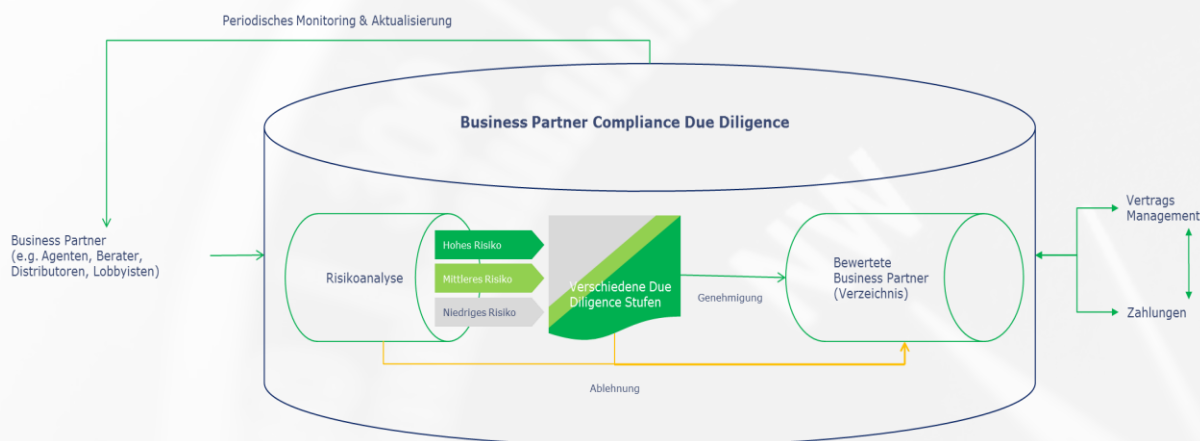 Periodisches Monitoring & Aktualisierung
Business Partner Compliance Due Diligence
Business Partner
(e.g. Agenten, Berater,
Distributoren, Lobbyisten)
Risikoanalyse
Hohes Risiko
Mittleres Risiko
Niedriges Risiko
Verschiedene Due
Diligence Stufen
Genehmigung
Bewertete
Business Partner
(Verzeichnis)
Vertrags
Management
Zahlungen
Ablehnung